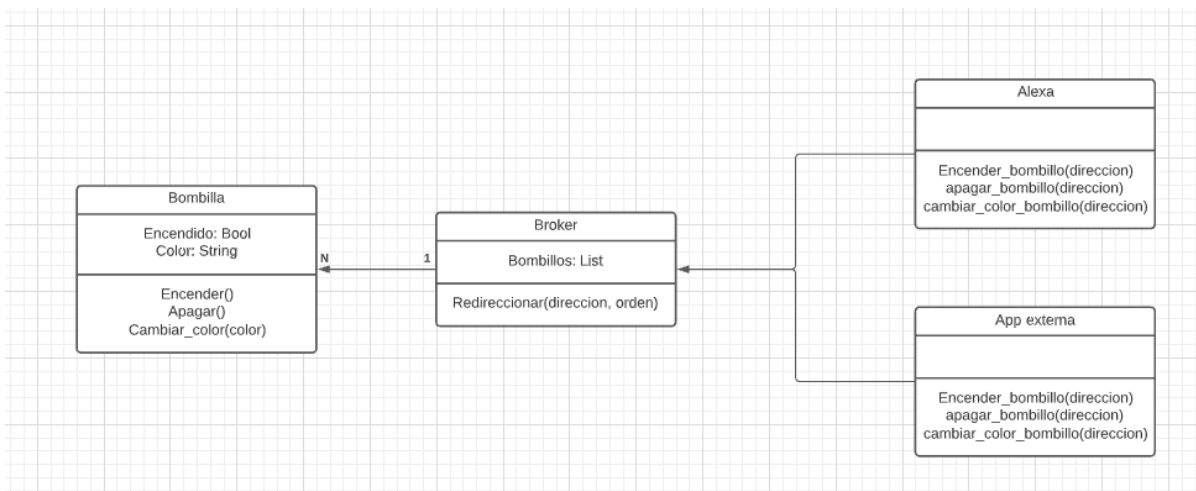 Bombilla
Encendido: Bool
Color: String
Encender()
Apagar()
Cambiar_color(color)
N
1
Broker
Bombillos: List
Redireccionar(direccion, orden)
Alexa
Encender_bombillo(direccion)
apagar_bombillo(direccion)
cambiar_color_bombillo(direccion)
App externa
Encender_bombillo(direccion)
apagar_bombillo(direccion)
cambiar_color_bombillo(direccion)